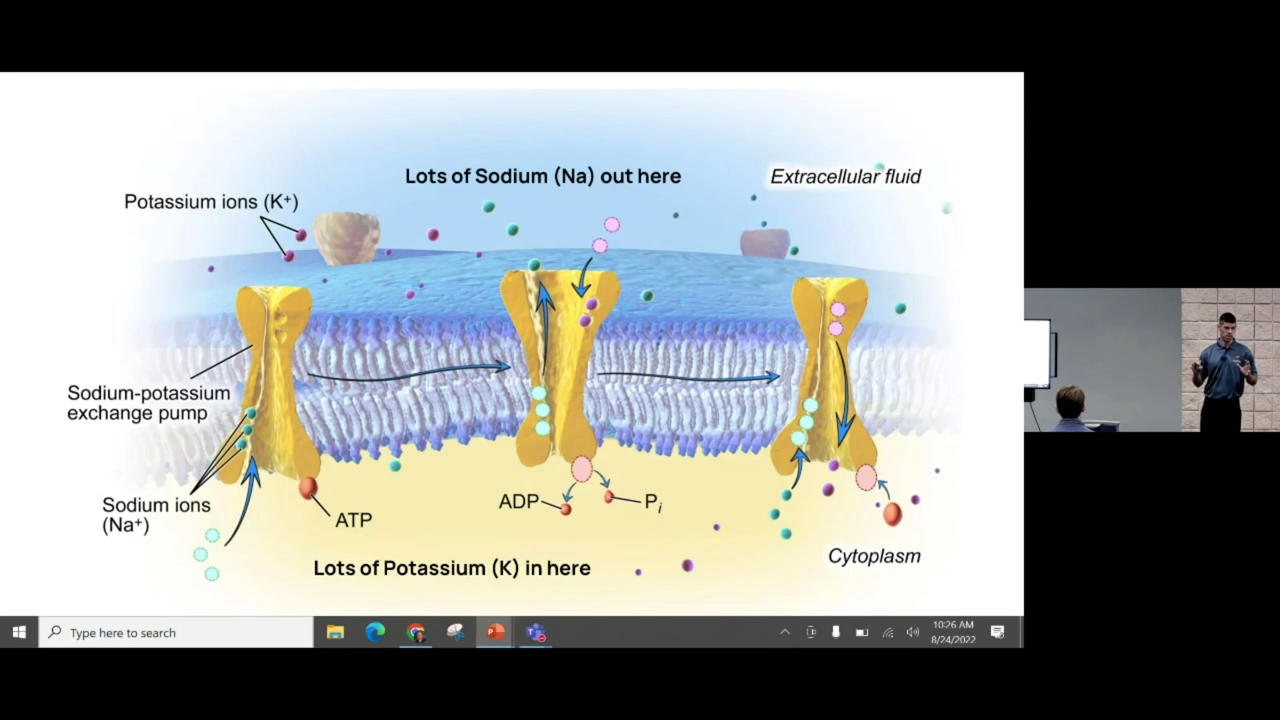 Lots of Sodium (Na) out here
Extracellular fluid
Potassium ions (K⁺)
Sodium-potassium
exchange pump
Sodium ions
(Na⁺)
ATP
ADP
Pᵢ
Lots of Potassium (K) in here
Cytoplasm
Type here to search
10:26 AM
8/24/2022